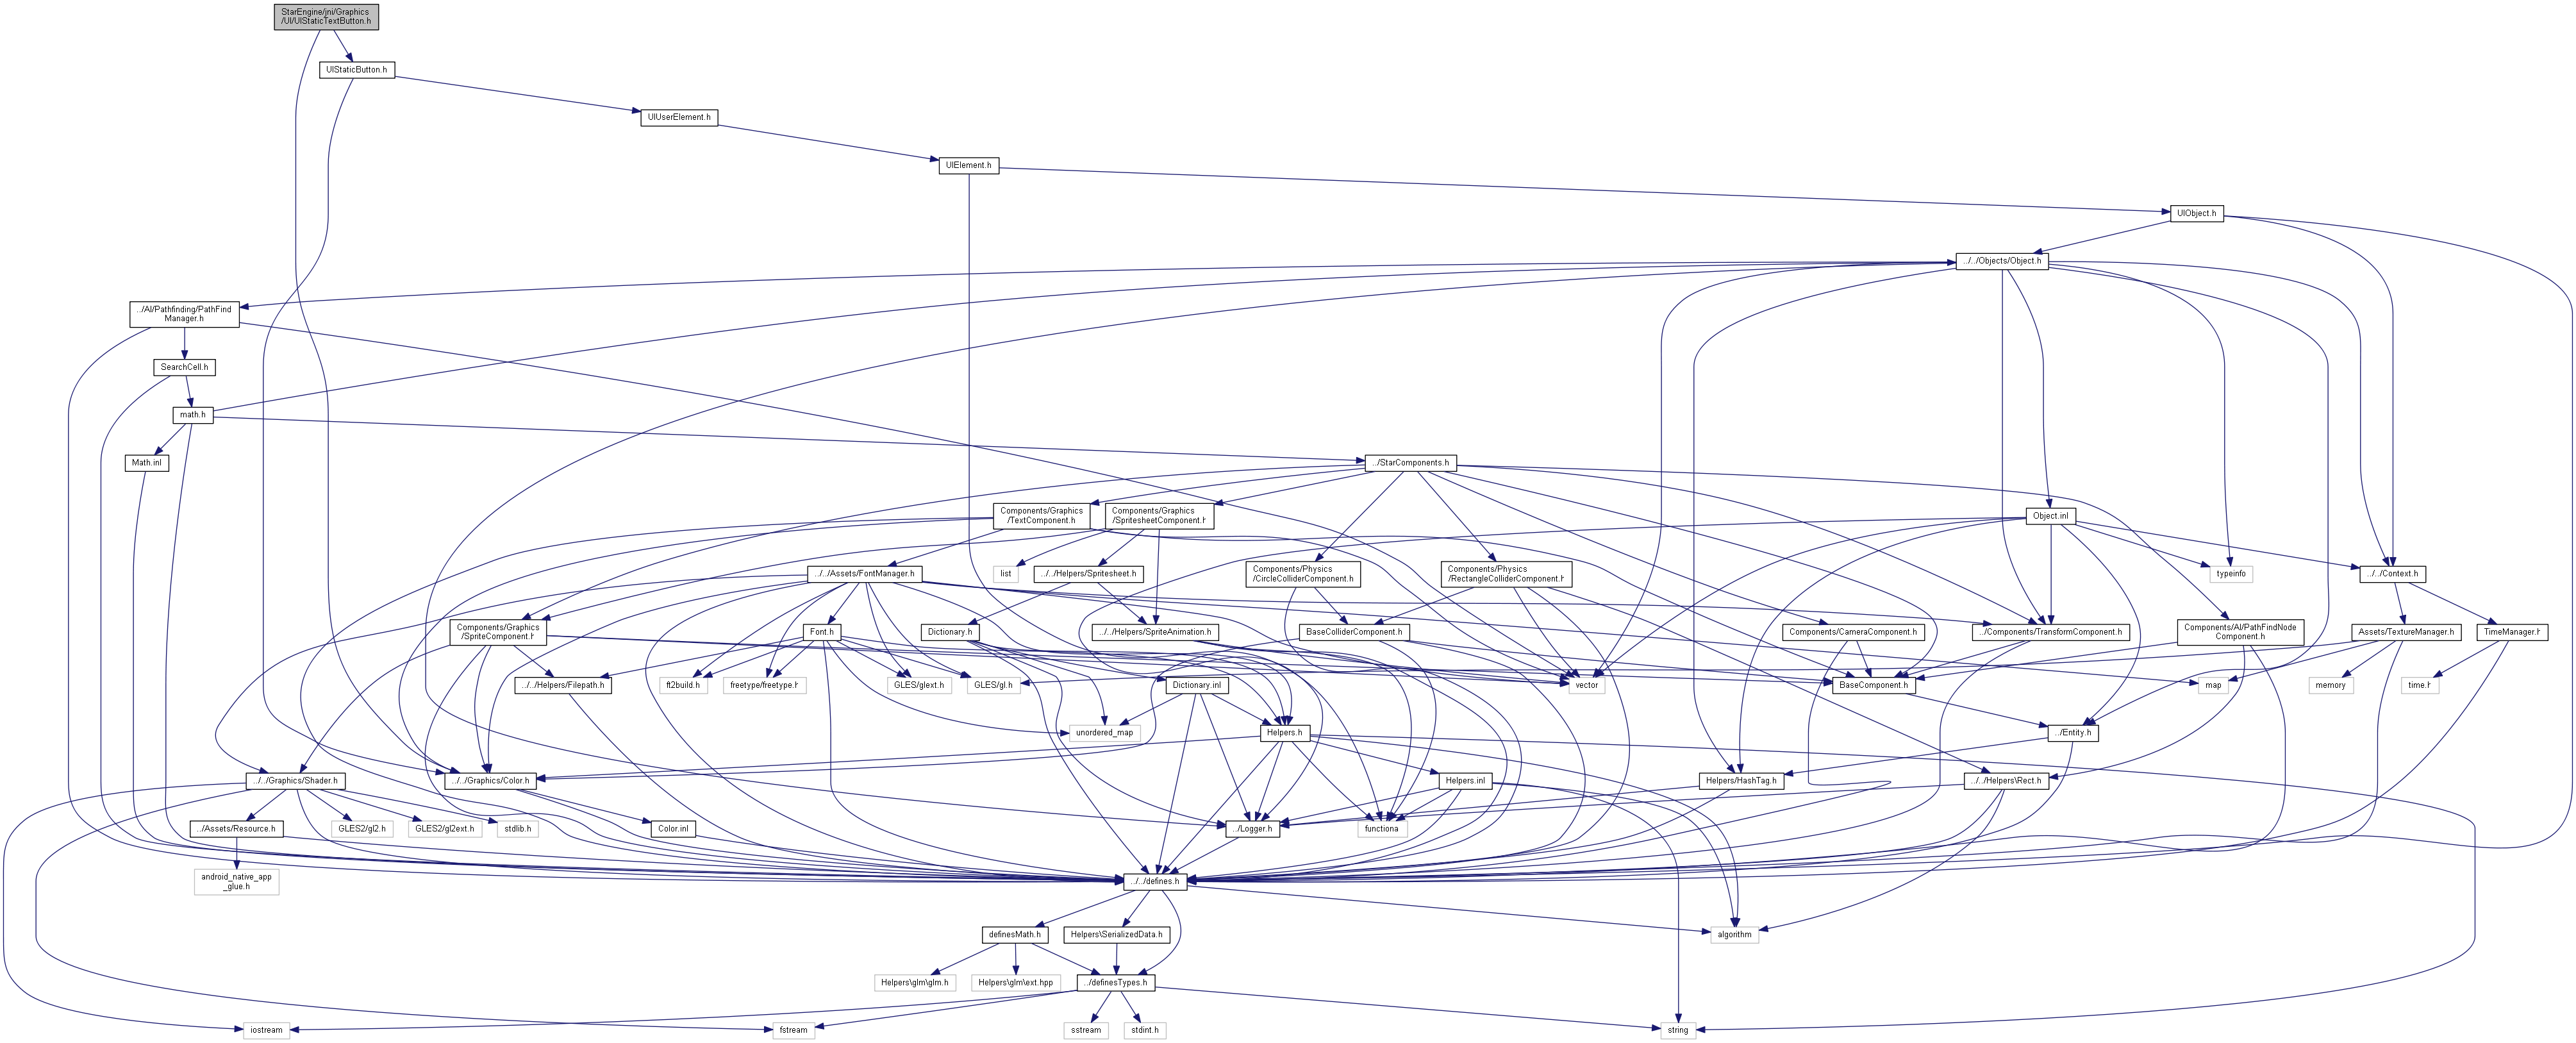 StarEngine/jni/Graphics
/UI/UIStaticTextButton.h
UIStaticButton.h
UIUserElement.h
UIElement.h
UIObject.h
../../Objects/Object.h
../AI/Pathfinding/PathFind
Manager.h
SearchCell.h
math.h
Math.inl
../StarComponents.h
Components/Graphics
/TextComponent.h
Components/Graphics
/SpritesheetComponent.h
Object.inl
list
../../Helpers/Spritesheet.h
Components/Physics
/CircleColliderComponent.h
Components/Physics
/RectangleColliderComponent.h
typeinfo
../../Context.h
../../Assets/FontManager.h
Components/Graphics
/SpriteComponent.h
Font.h
Dictionary.h
../../Helpers/SpriteAnimation.h
BaseColliderComponent.h
Components/CameraComponent.h
../Components/TransformComponent.h
Components/AI/PathFindNode
Component.h
Assets/TextureManager.h
TimeManager.h
../../Helpers/Filepath.h
ft2build.h
freetype/freetype.h
GLES/glext.h
GLES/gl.h
Dictionary.inl
vector
BaseComponent.h
map
memory
time.h
unordered_map
Helpers.h
../Entity.h
../../Graphics/Shader.h
../../Graphics/Color.h
Helpers.inl
Helpers/HashTag.h
../../Helpers\Rect.h
../Assets/Resource.h
GLES2/gl2.h
GLES2/gl2ext.h
stdlib.h
Color.inl
../Logger.h
functional
android_native_app
_glue.h
../../defines.h
definesMath.h
Helpers\SerializedData.h
algorithm
Helpers\glm\glm.h
Helpers\glm\ext.hpp
../definesTypes.h
iostream
fstream
sstream
stdint.h
string